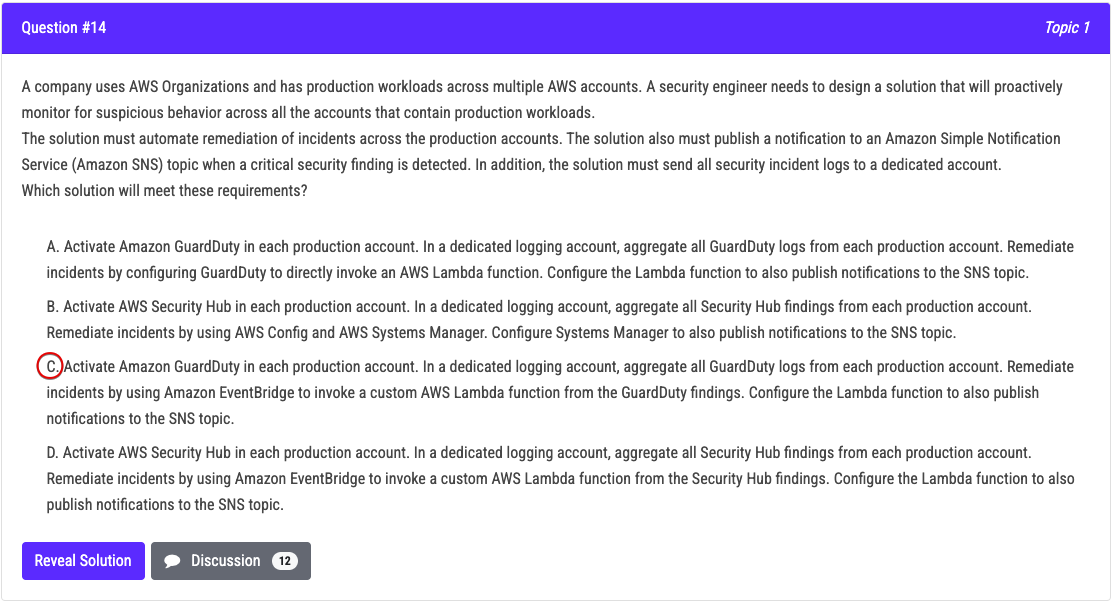 Question #14
Topic 1
A company uses AWS Organizations and has production workloads across multiple AWS accounts. A security engineer needs to design a solution that will proactively
monitor for suspicious behavior across all the accounts that contain production workloads.
The solution must automate remediation of incidents across the production accounts. The solution also must publish a notification to an Amazon Simple Notification
Service (Amazon SNS) topic when a critical security finding is detected. In addition, the solution must send all security incident logs to a dedicated account.
Which solution will meet these requirements?
A. Activate Amazon GuardDuty in each production account. In a dedicated logging account, aggregate all GuardDuty logs from each production account. Remediate
incidents by configuring GuardDuty to directly invoke an AWS Lambda function. Configure the Lambda function to also publish notifications to the SNS topic.
B. Activate AWS Security Hub in each production account. In a dedicated logging account, aggregate all Security Hub findings from each production account.
Remediate incidents by using AWS Config and AWS Systems Manager. Configure Systems Manager to also publish notifications to the SNS topic.
C. Activate Amazon GuardDuty in each production account. In a dedicated logging account, aggregate all GuardDuty logs from each production account. Remediate
incidents by using Amazon EventBridge to invoke a custom AWS Lambda function from the GuardDuty findings. Configure the Lambda function to also publish
notifications to the SNS topic.
D. Activate AWS Security Hub in each production account. In a dedicated logging account, aggregate all Security Hub findings from each production account.
Remediate incidents by using Amazon EventBridge to invoke a custom AWS Lambda function from the Security Hub findings. Configure the Lambda function to also
publish notifications to the SNS topic.
Reveal Solution
Discussion 12